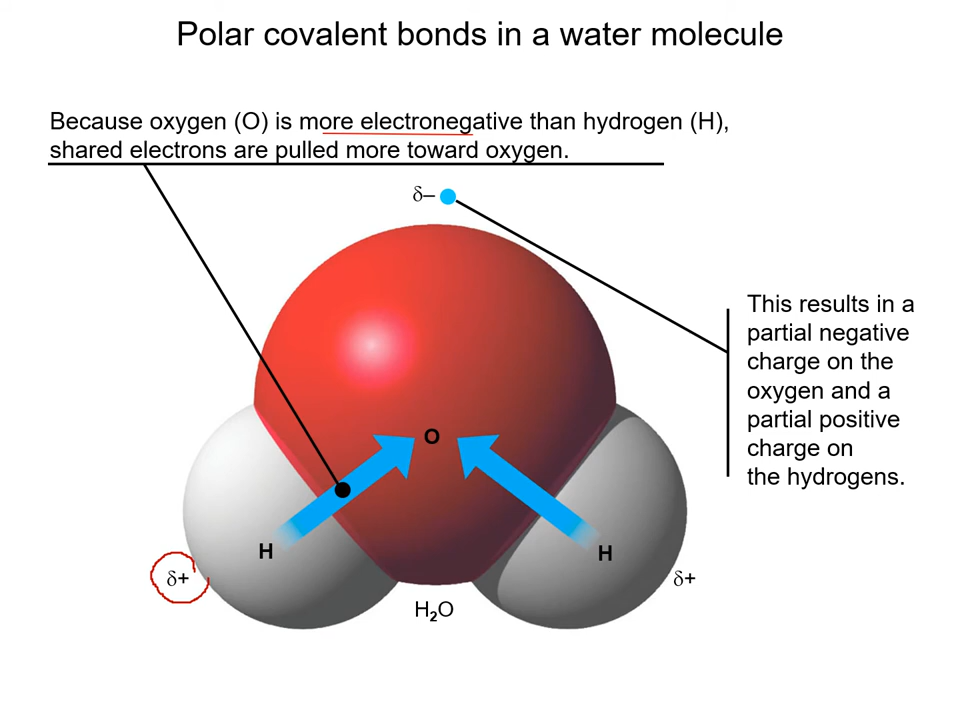 Polar covalent bonds in a water molecule
Because oxygen (O) is more electronegative than hydrogen (H),
shared electrons are pulled more toward oxygen.
δ–
This results in a
partial negative
charge on the
oxygen and a
partial positive
charge on
the hydrogens.
O
H
H
δ+
δ+
H₂O